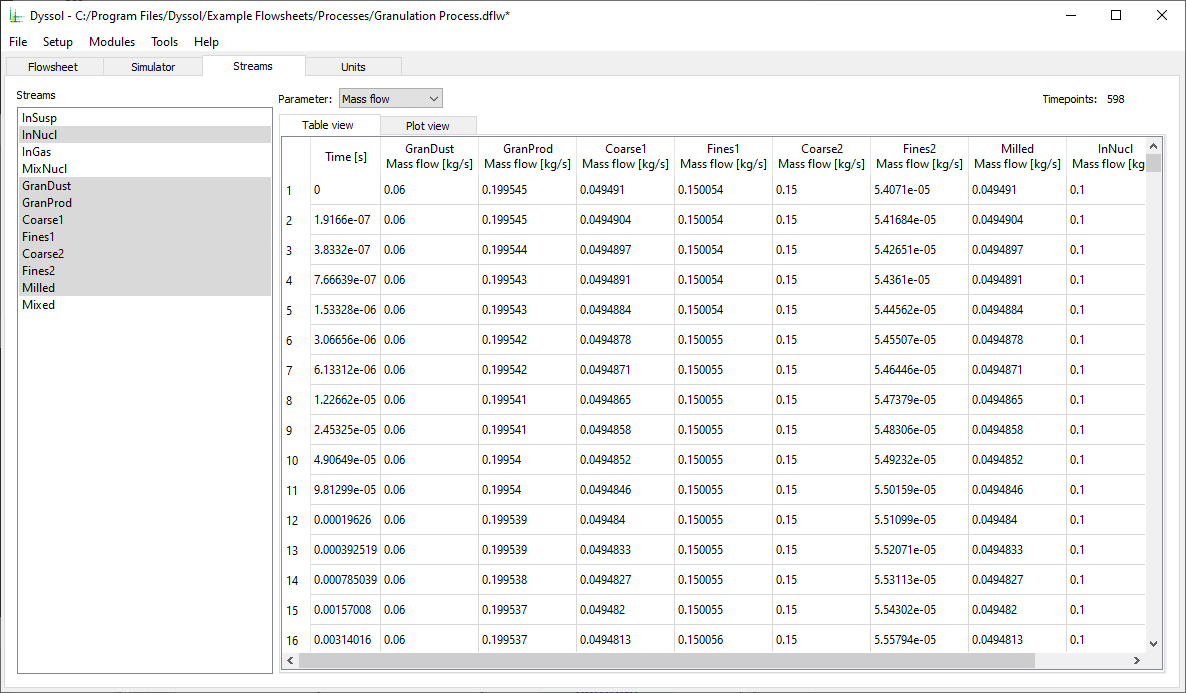 Dyssol - C:/Program Files/Dyssol/Example Flowsheets/Processes/Granulation Process.dflw*
File Setup Modules Tools Help
Flowsheet Simulator Streams Units
Streams
InSusp
InNucl
InGas
MixNucl
GranDust
GranProd
Coarse1
Fines1
Coarse2
Fines2
Milled
Mixed
Parameter: Mass flow Timepoints: 598
Table view Plot view
Time [s] GranDust GranProd Coarse1 Fines1 Coarse2 Fines2 Milled InNucl
Mass flow [kg/s] Mass flow [kg/s] Mass flow [kg/s] Mass flow [kg/s] Mass flow [kg/s] Mass flow [kg/s] Mass flow [kg/s] Mass flow [kg
1 0 0.06 0.199545 0.049491 0.150054 0.15 5.4071e-05 0.049491 0.1
2 1.9166e-07 0.06 0.199545 0.0494904 0.150054 0.15 5.41684e-05 0.0494904 0.1
3 3.8332e-07 0.06 0.199544 0.0494897 0.150054 0.15 5.42651e-05 0.0494897 0.1
4 7.66639e-07 0.06 0.199543 0.0494891 0.150054 0.15 5.4361e-05 0.0494891 0.1
5 1.53328e-06 0.06 0.199543 0.0494884 0.150054 0.15 5.44562e-05 0.0494884 0.1
6 3.06656e-06 0.06 0.199542 0.0494878 0.150055 0.15 5.45507e-05 0.0494878 0.1
7 6.13312e-06 0.06 0.199542 0.0494871 0.150055 0.15 5.46446e-05 0.0494871 0.1
8 1.22662e-05 0.06 0.199541 0.0494865 0.150055 0.15 5.47379e-05 0.0494865 0.1
9 2.45325e-05 0.06 0.199541 0.0494858 0.150055 0.15 5.48306e-05 0.0494858 0.1
10 4.90649e-05 0.06 0.19954 0.0494852 0.150055 0.15 5.49232e-05 0.0494852 0.1
11 9.81299e-05 0.06 0.19954 0.0494846 0.150055 0.15 5.50159e-05 0.0494846 0.1
12 0.00019626 0.06 0.199539 0.049484 0.150055 0.15 5.51099e-05 0.049484 0.1
13 0.000392519 0.06 0.199539 0.0494833 0.150055 0.15 5.52071e-05 0.0494833 0.1
14 0.000785039 0.06 0.199538 0.0494827 0.150055 0.15 5.53113e-05 0.0494827 0.1
15 0.00157008 0.06 0.199537 0.049482 0.150055 0.15 5.54302e-05 0.049482 0.1
16 0.00314016 0.06 0.199537 0.0494813 0.150056 0.15 5.55794e-05 0.0494813 0.1